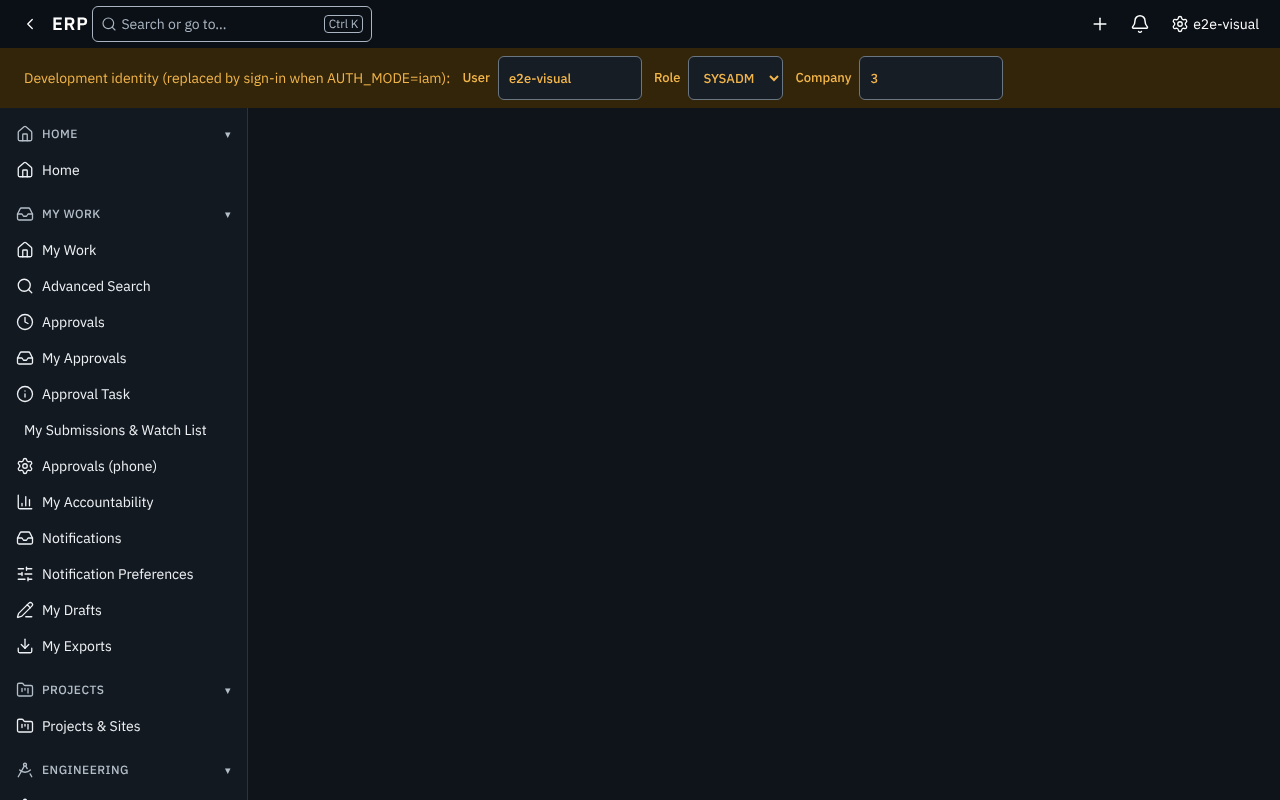 ERP
Search or go to...
Ctrl K
e2e-visual
Development identity (replaced by sign-in when AUTH_MODE=iam):
User
e2e-visual
Role
SYSADM
Company
3
HOME
Home
MY WORK
My Work
Advanced Search
Approvals
My Approvals
Approval Task
My Submissions & Watch List
Approvals (phone)
My Accountability
Notifications
Notification Preferences
My Drafts
My Exports
PROJECTS
Projects & Sites
ENGINEERING